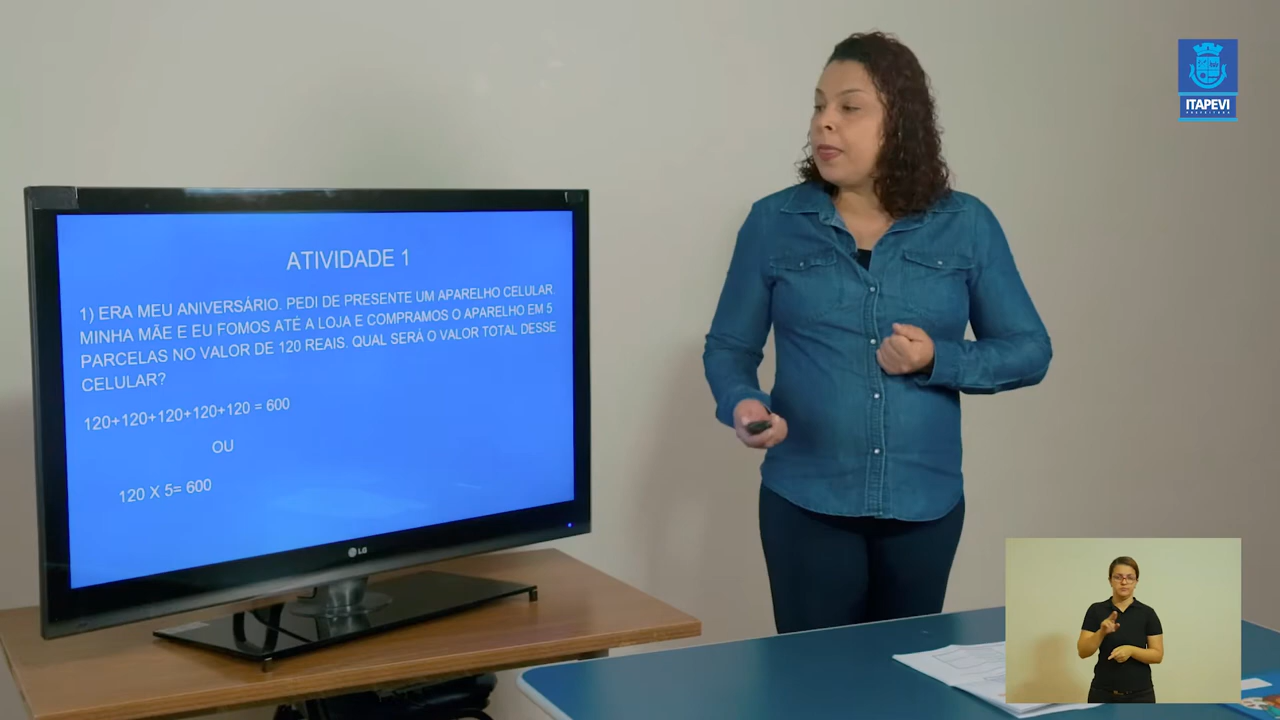 ITAPEVI
PREFEITURA
ATIVIDADE 1
1) ERA MEU ANIVERSÁRIO. PEDI DE PRESENTE UM APARELHO CELULAR.
MINHA MÃE E EU FOMOS ATÉ A LOJA E COMPRAMOS O APARELHO EM 5
PARCELAS NO VALOR DE 120 REAIS. QUAL SERÁ O VALOR TOTAL DESSE
CELULAR?
120+120+120+120+120 = 600
OU
120 X 5= 600
LG